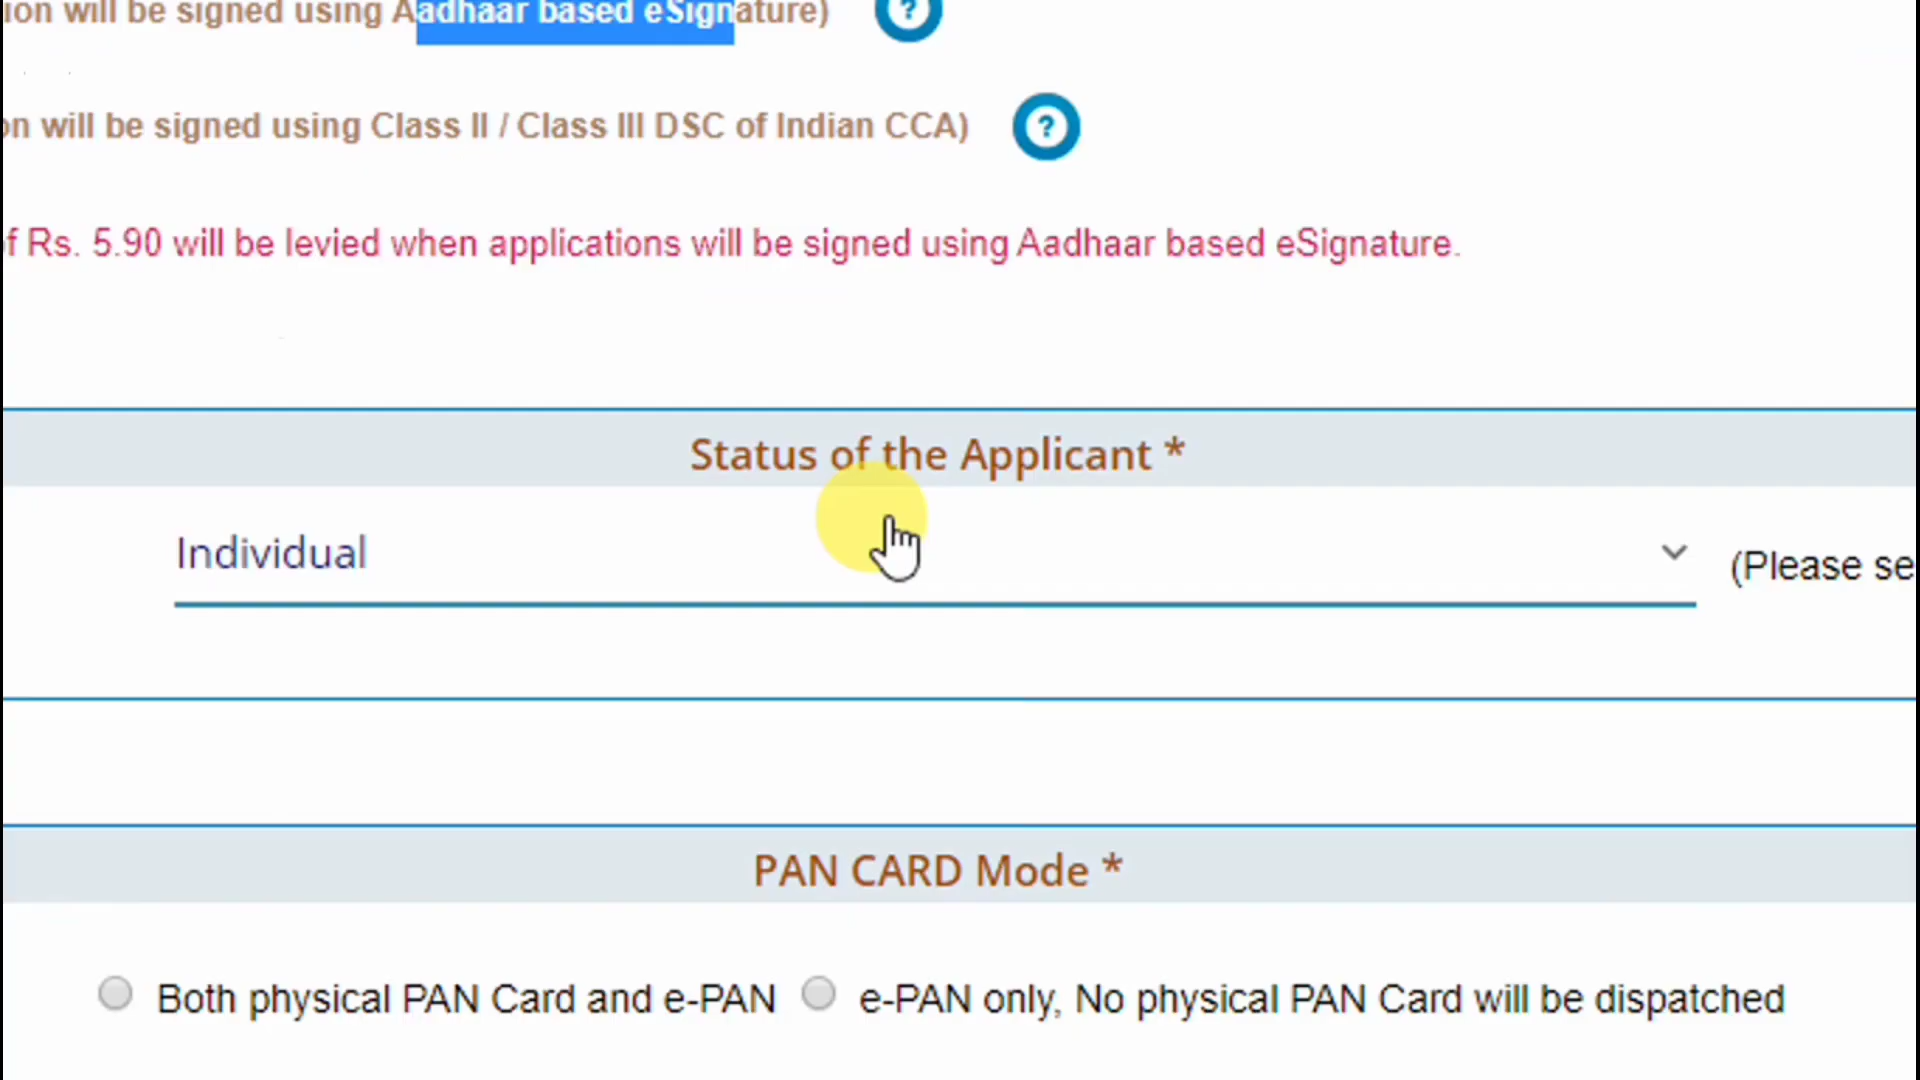 ion will be signed using Aadhaar based eSignature) ?
on will be signed using Class II / Class III DSC of Indian CCA) ?
f Rs. 5.90 will be levied when applications will be signed using Aadhaar based eSignature.
Status of the Applicant *
Individual
(Please se
PAN CARD Mode *
Both physical PAN Card and e-PAN
e-PAN only, No physical PAN Card will be dispatched